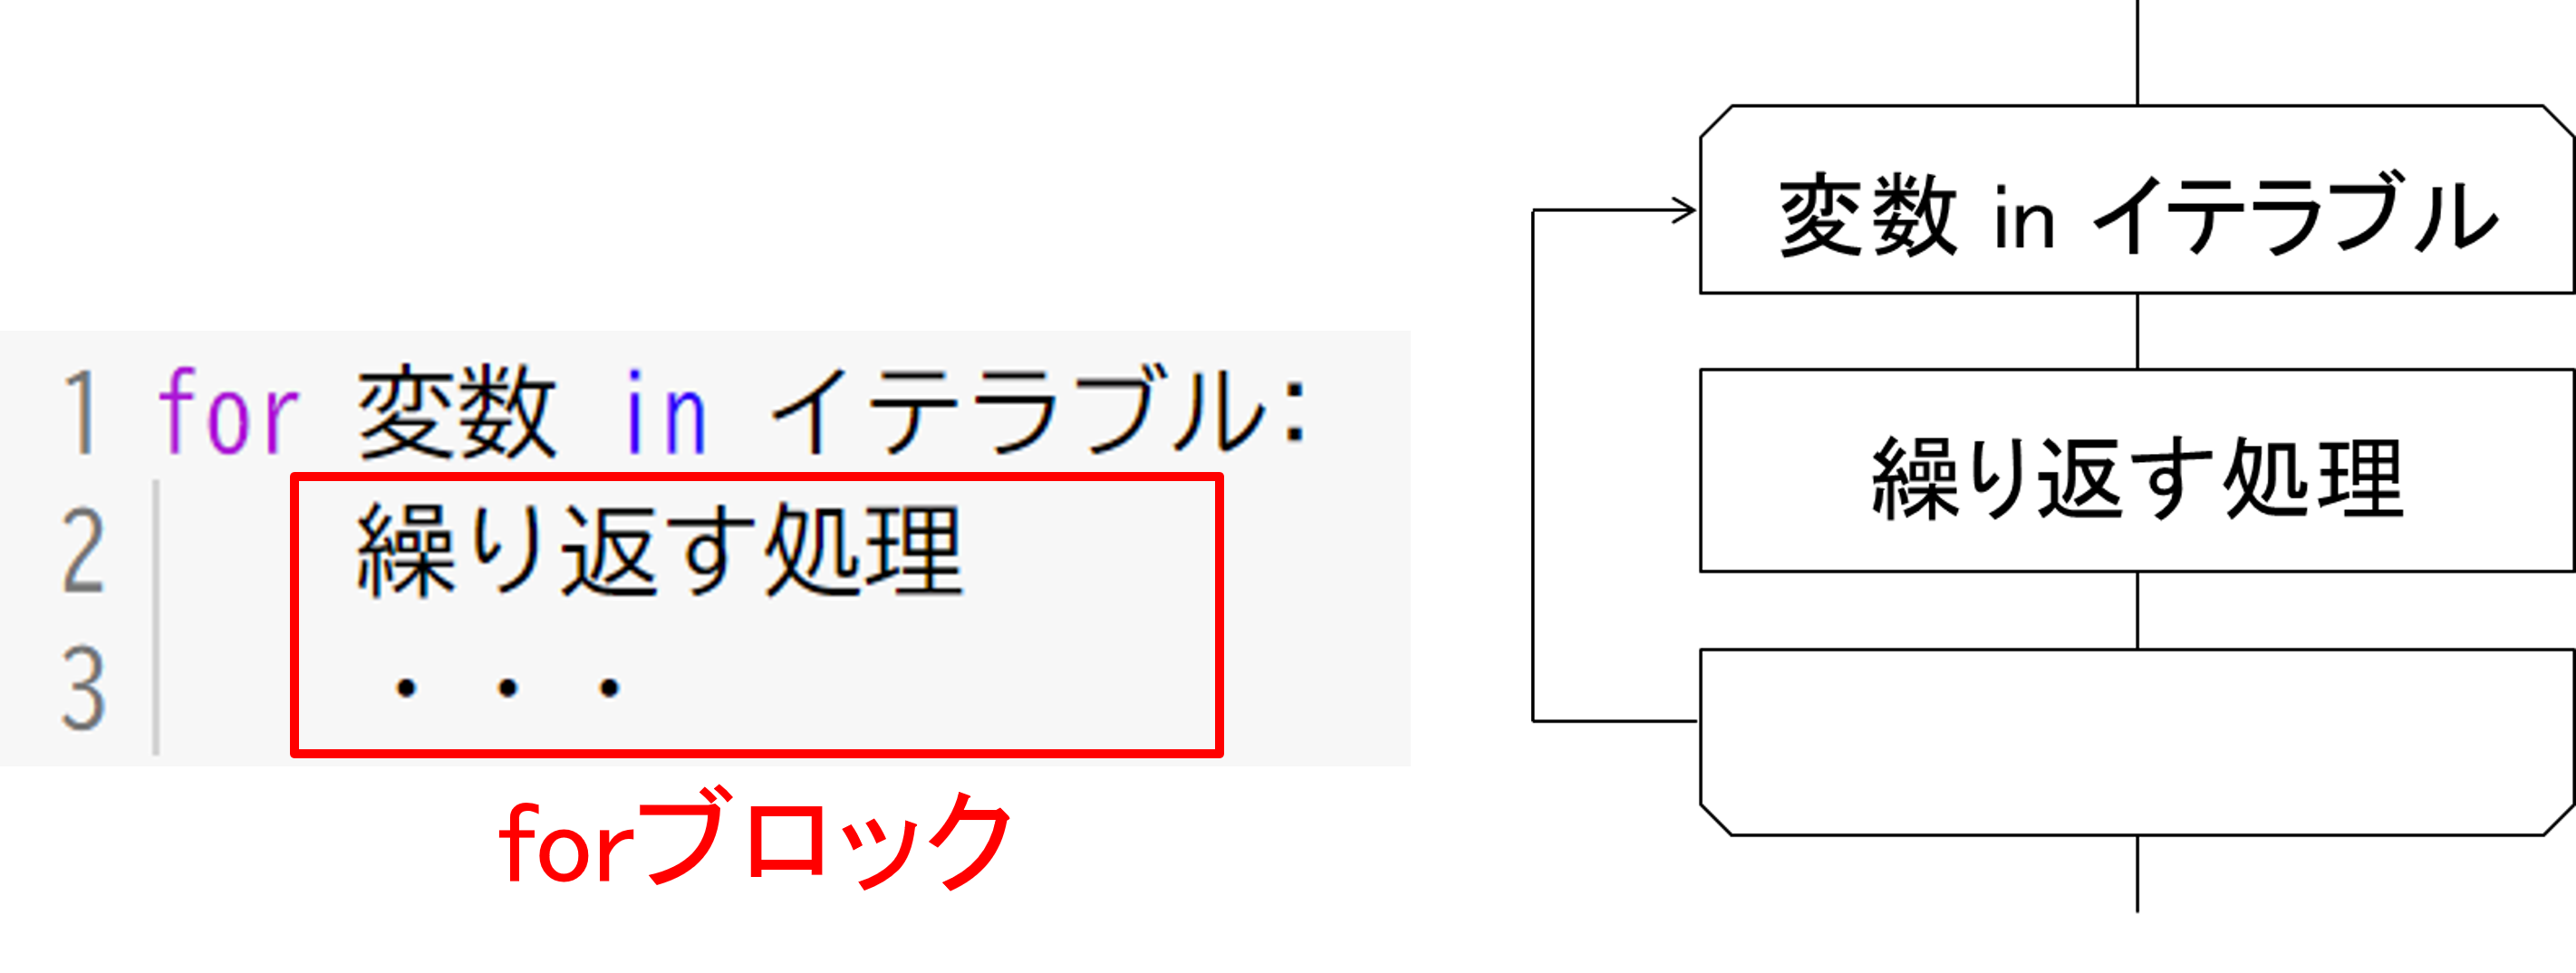 1 for 変数 in イテラブル:
2 繰り返す処理
3 ・・・
forブロック
変数 in イテラブル
繰り返す処理